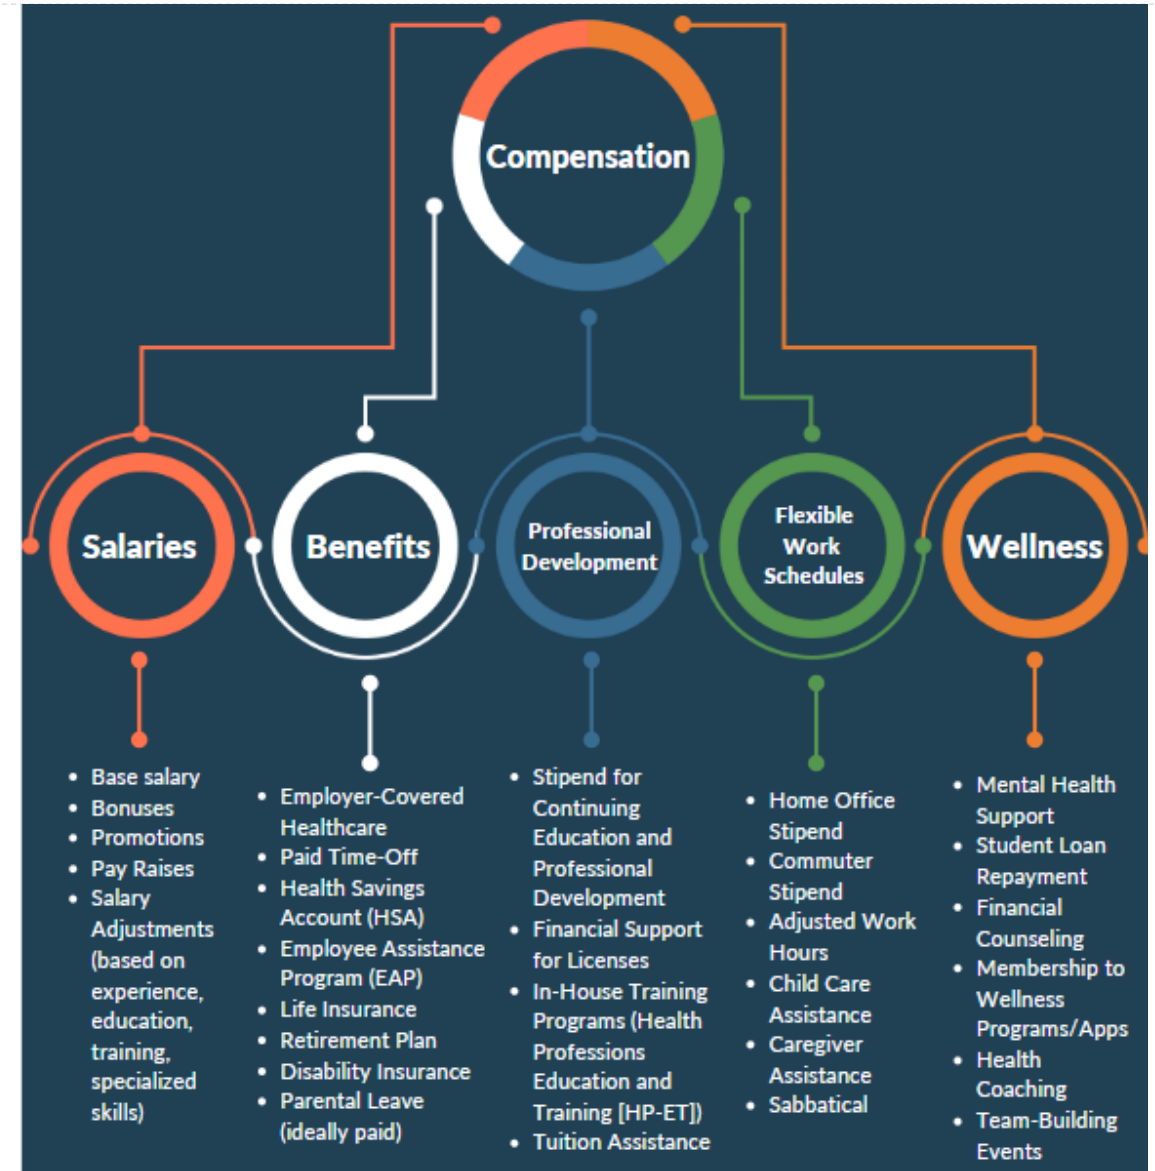 Compensation
Salaries
Benefits
Professional
Development
Flexible
Work
Schedules
Wellness
• Base salary
• Bonuses
• Promotions
• Pay Raises
• Salary
Adjustments
(based on
experience,
education,
training,
specialized
skills)
• Employer-Covered
Healthcare
• Paid Time-Off
• Health Savings
Account (HSA)
• Employee Assistance
Program (EAP)
• Life Insurance
• Retirement Plan
• Disability Insurance
• Parental Leave
(ideally paid)
• Stipend for
Continuing
Education and
Professional
Development
• Financial Support
for Licenses
• In-House Training
Programs (Health
Professions
Education and
Training [HP-ET])
• Tuition Assistance
• Home Office
Stipend
• Commuter
Stipend
• Adjusted Work
Hours
• Child Care
Assistance
• Caregiver
Assistance
• Sabbatical
• Mental Health
Support
• Student Loan
Repayment
• Financial
Counseling
• Membership to
Wellness
Programs/Apps
• Health
Coaching
• Team-Building
Events